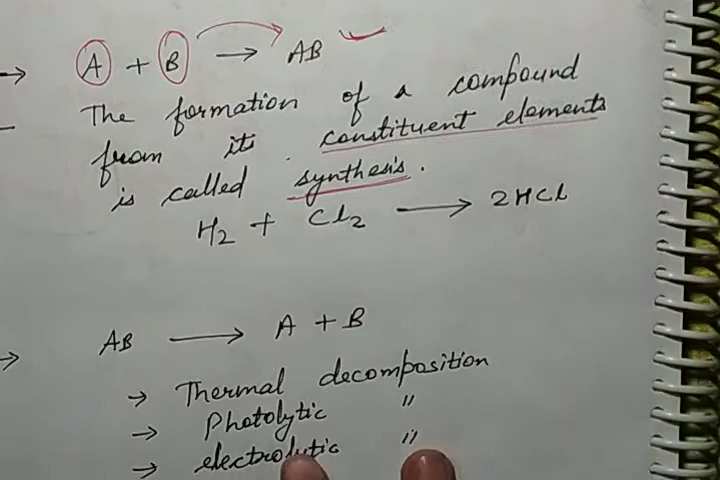 → A + B → AB
The formation of a compound
from its constituent elements
is called synthesis.
H₂ + Cl₂ → 2HCl
→ AB → A + B
→ Thermal decomposition
→ Photolytic "
→ electrolytic "